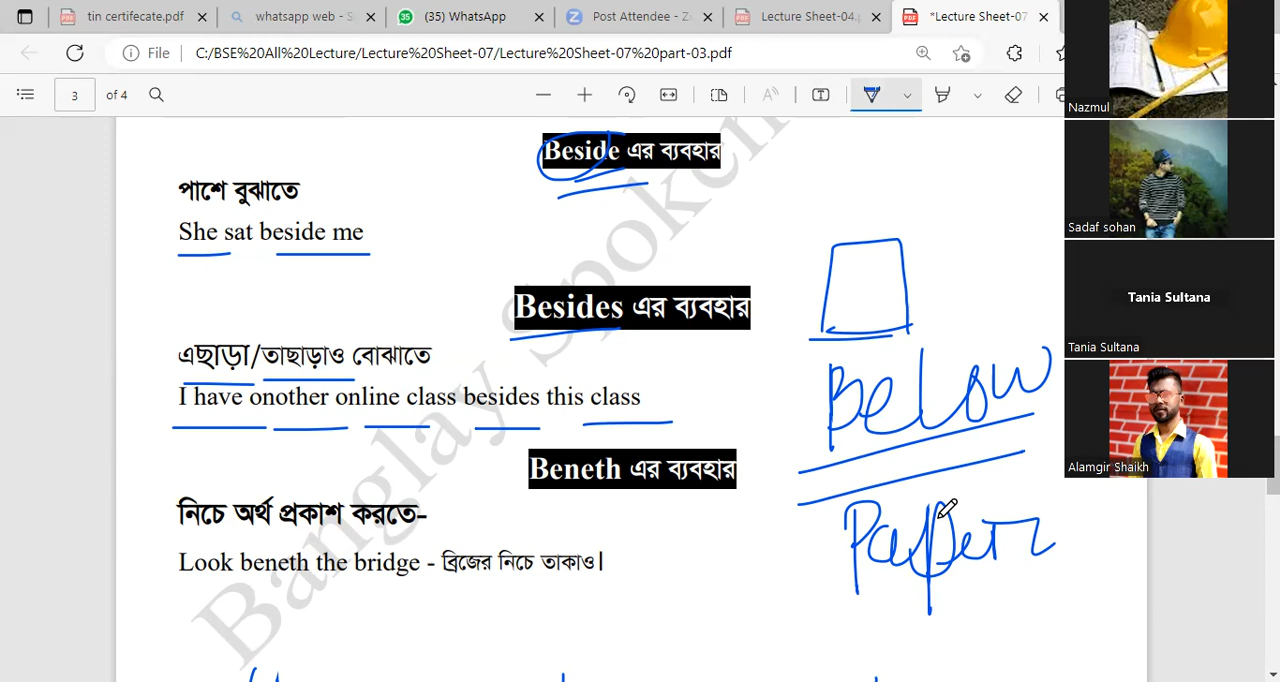 tin certifecate.pdf
whatsapp web - S
35 (35) WhatsApp
Post Attendee - Z
Lecture Sheet-04.
*Lecture Sheet-07
File C:/BSE%20All%20Lecture/Lecture%20Sheet-07/Lecture%20Sheet-07%20part-03.pdf
3 of 4
Beside এর ব্যবহার
পাশে বুঝাতে
She sat beside me
Besides এর ব্যবহার
এছাড়া/তাছাড়াও বোঝাতে
I have onother online class besides this class
Beneth এর ব্যবহার
নিচে অর্থ প্রকাশ করতে-
Look beneth the bridge - ব্রিজের নিচে তাকাও।
Below
Banglay Spoken
Nazmul
Sadaf sohan
Tania Sultana
Tania Sultana
Alamgir Shaikh